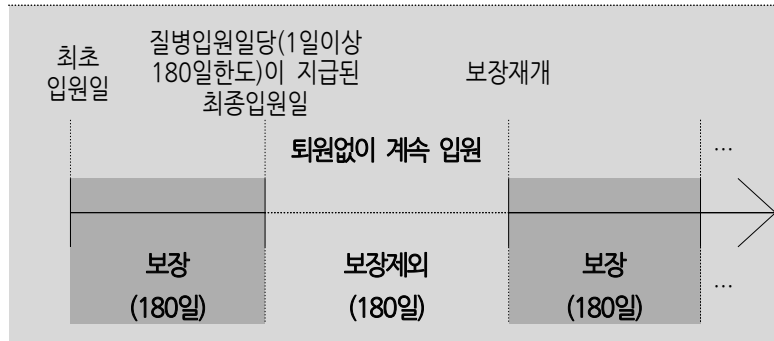 최초
입원일
질병입원일당(1일이상
180일한도)이 지급된
최종입원일
보장재개
퇴원없이 계속 입원
…
보장
(180일)
보장제외
(180일)
보장
(180일)
…